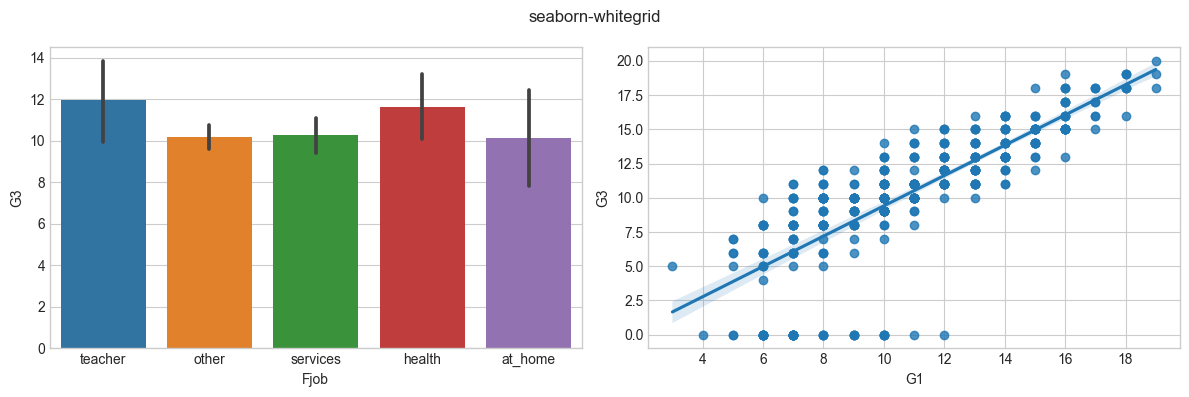 seaborn-whitegrid
14
12
10
8
6
4
2
0
G3
teacher other services health at_home
Fjob
20.0
17.5
15.0
12.5
10.0
7.5
5.0
2.5
0.0
G3
4 6 8 10 12 14 16 18
G1